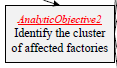 AnalyticObjective2
Identify the cluster
of affected factories